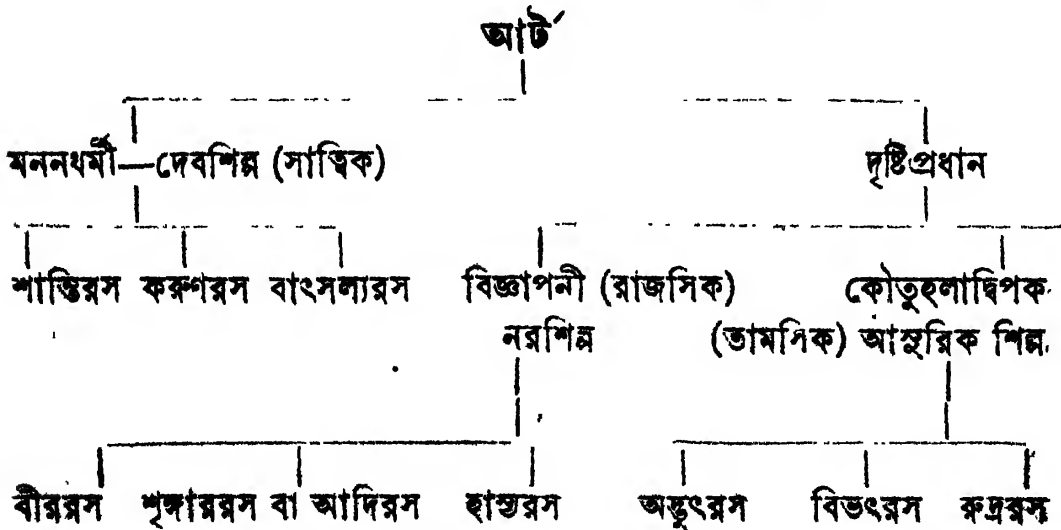 আর্ট
মননধর্মী—দেবশিল্প (সাত্বিক) দৃষ্টিপ্রধান
শান্তিরস করুণরস বাৎসল্যরস বিজ্ঞাপনী (রাজসিক) কৌতুহলাদ্বিপক
নরশিল্প (তামসিক) আসুরিক শিল্প
বীররস শৃঙ্গাররস বা আদিরস হাস্যরস অদ্ভুৎরস বিভৎরস রুদ্ররস